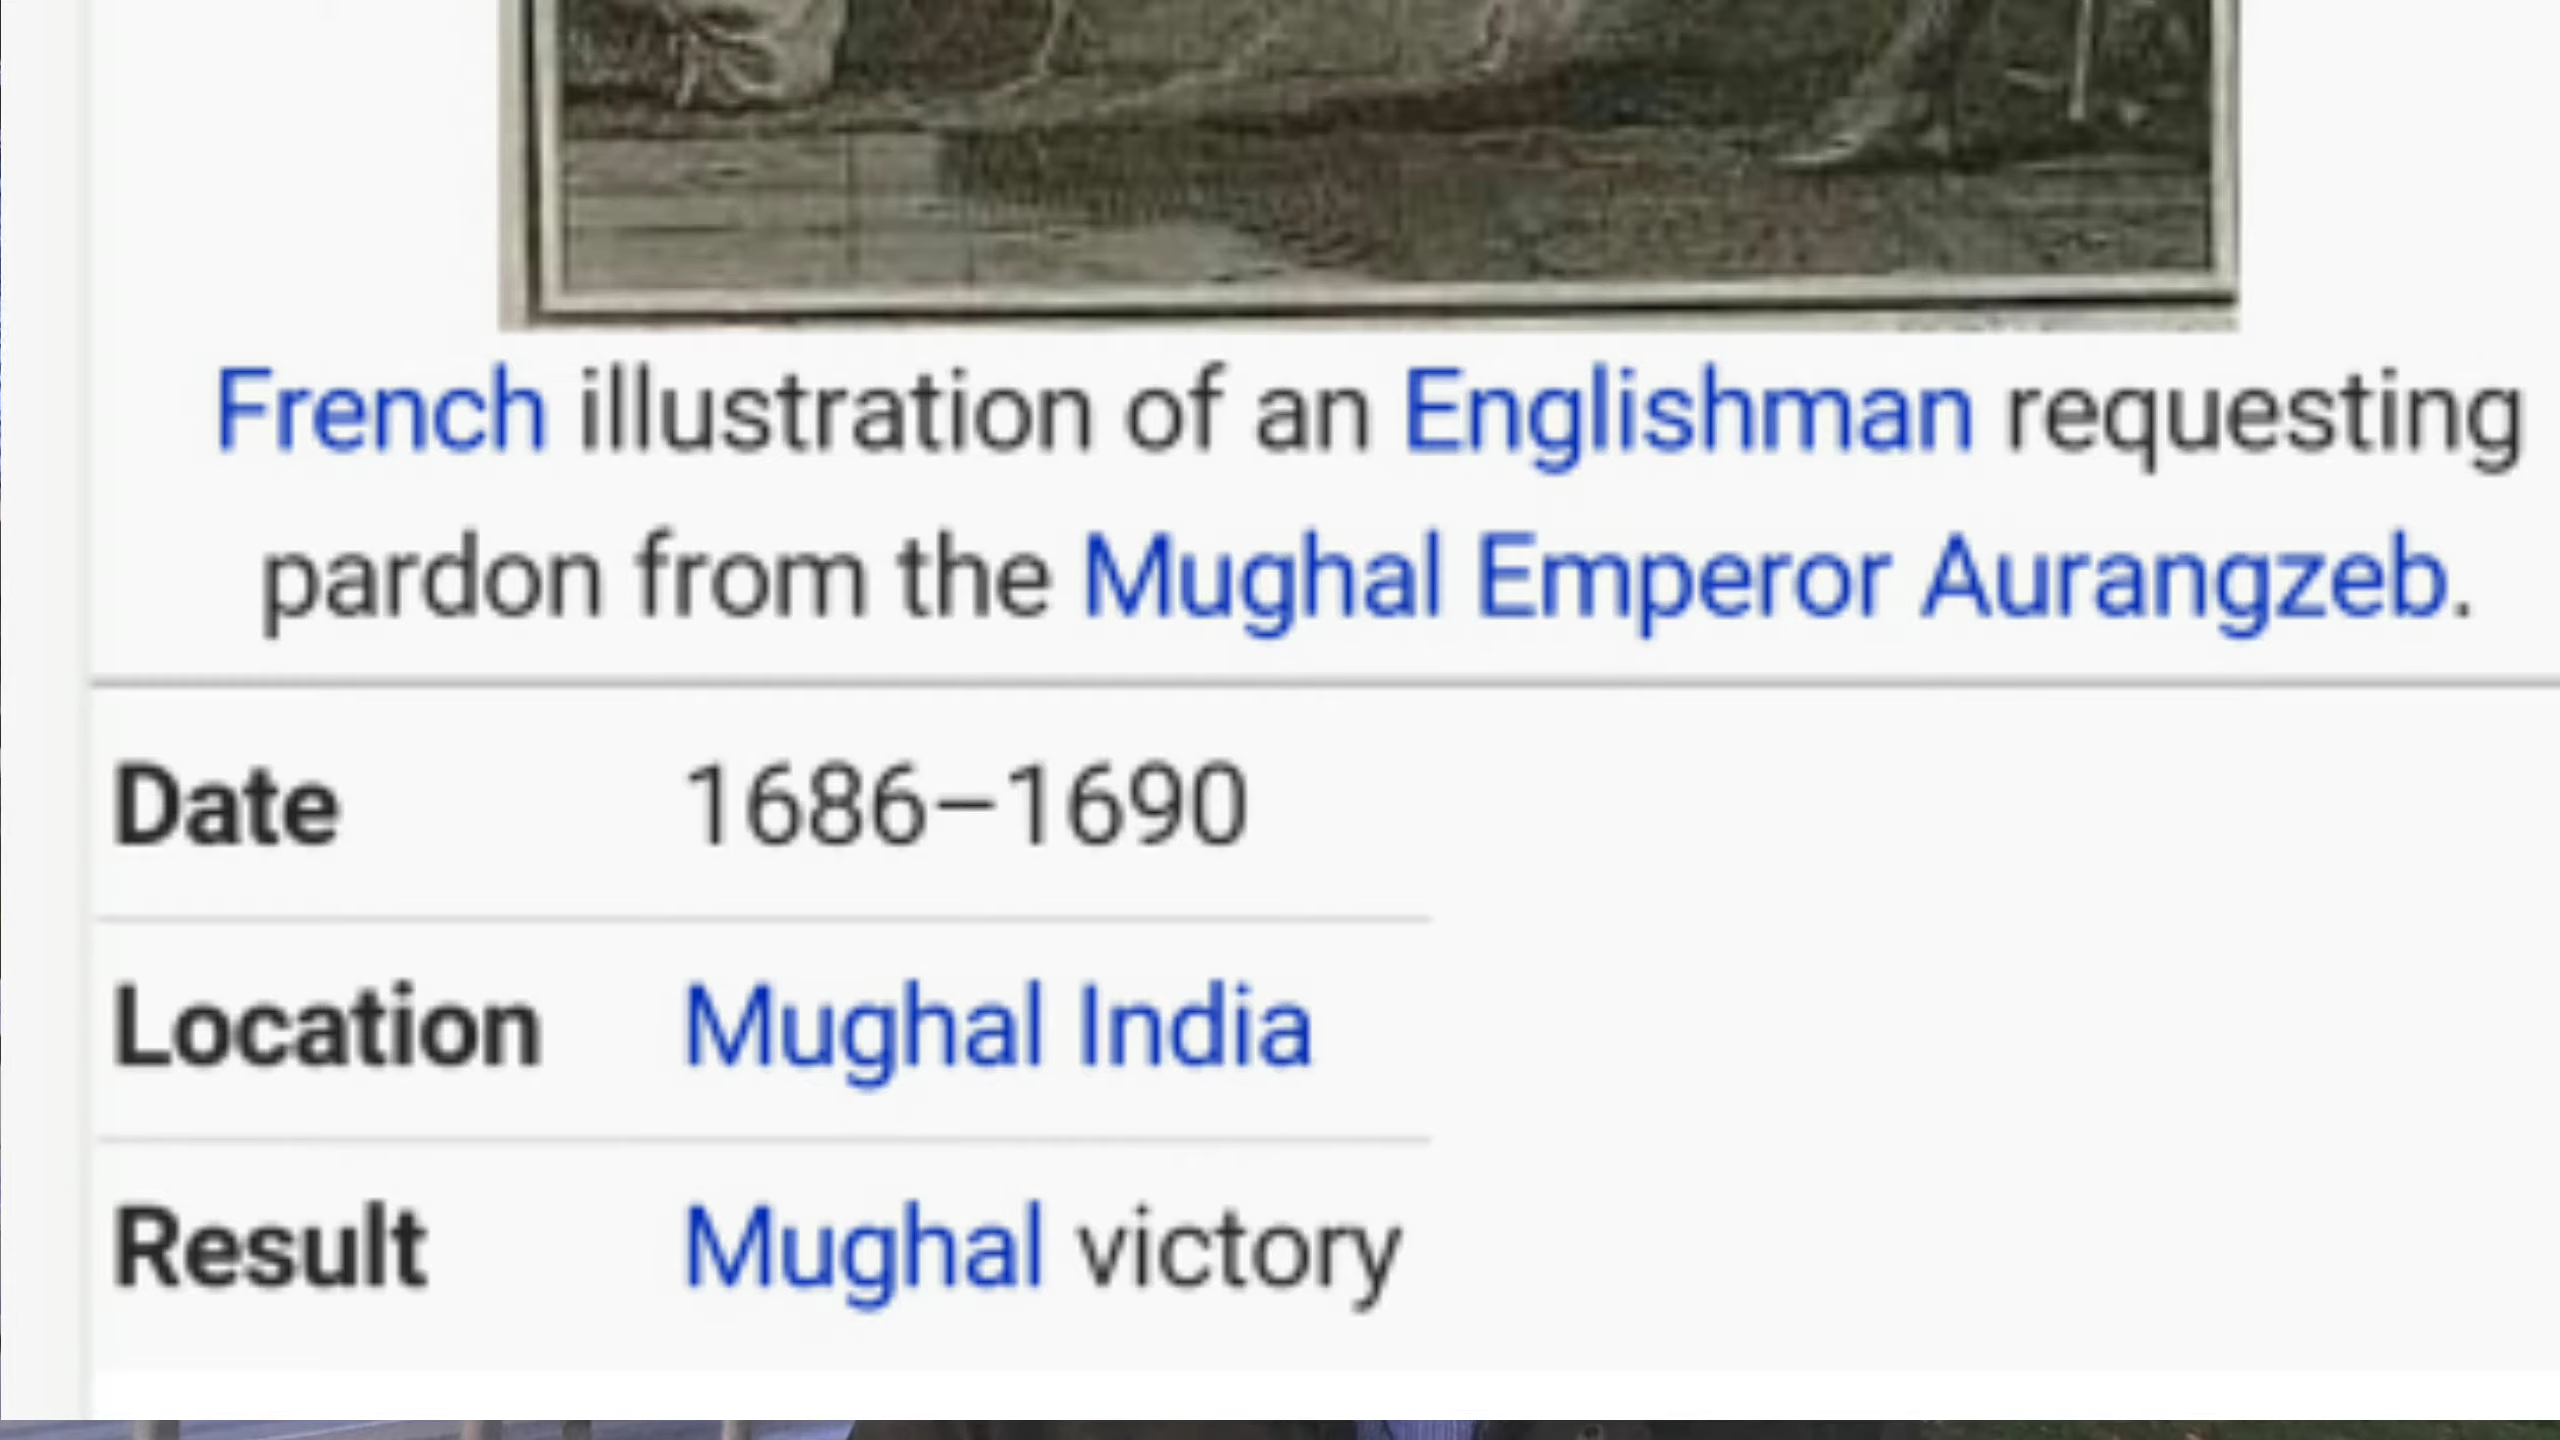 French illustration of an Englishman requesting
pardon from the Mughal Emperor Aurangzeb.
Date 1686–1690
Location Mughal India
Result Mughal victory